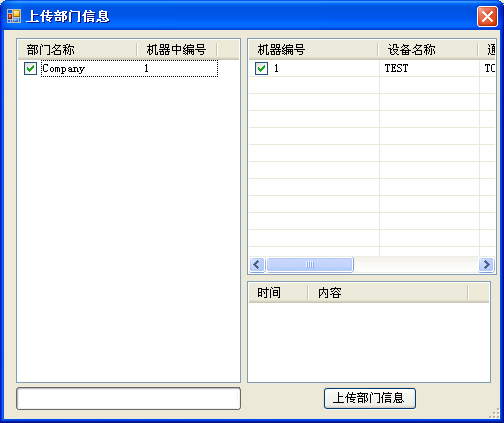 上传部门信息
部门名称 机器中编号
Company 1
机器编号 设备名称
1 TEST
时间 内容
上传部门信息